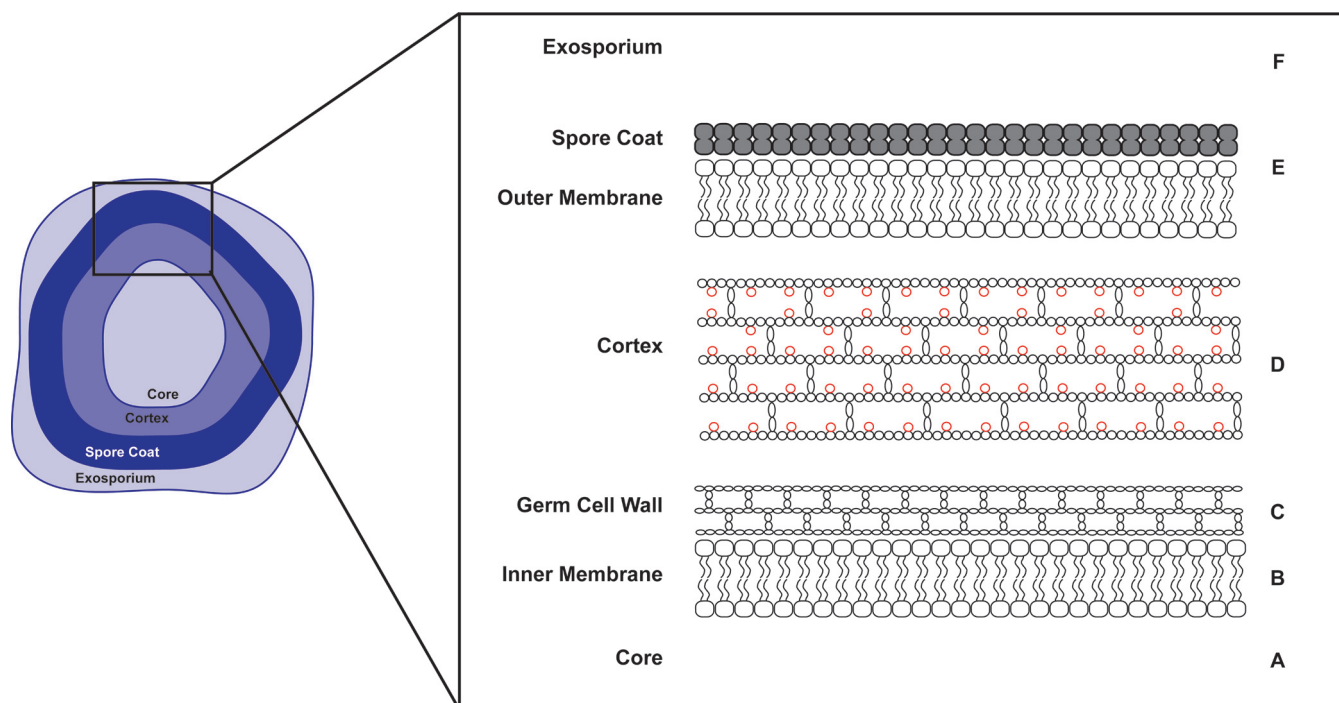 Exosporium
F
Spore Coat
E
Outer Membrane
Cortex
D
Germ Cell Wall
C
Inner Membrane
B
Core
A
Core
Cortex
Spore Coat
Exosporium